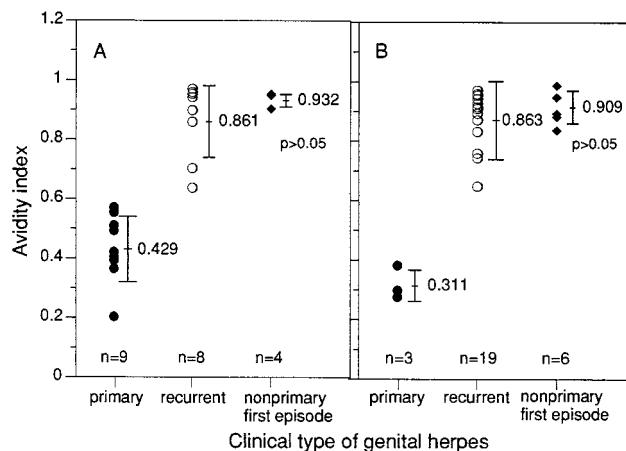 A
B
Avidity index
1.2
1
0.8
0.6
0.4
0.2
0
0.429
0.861
0.932
p>0.05
0.311
0.863
0.909
p>0.05
n=9 n=8 n=4 n=3 n=19 n=6
primary recurrent nonprimary primary recurrent nonprimary
first episode first episode
Clinical type of genital herpes